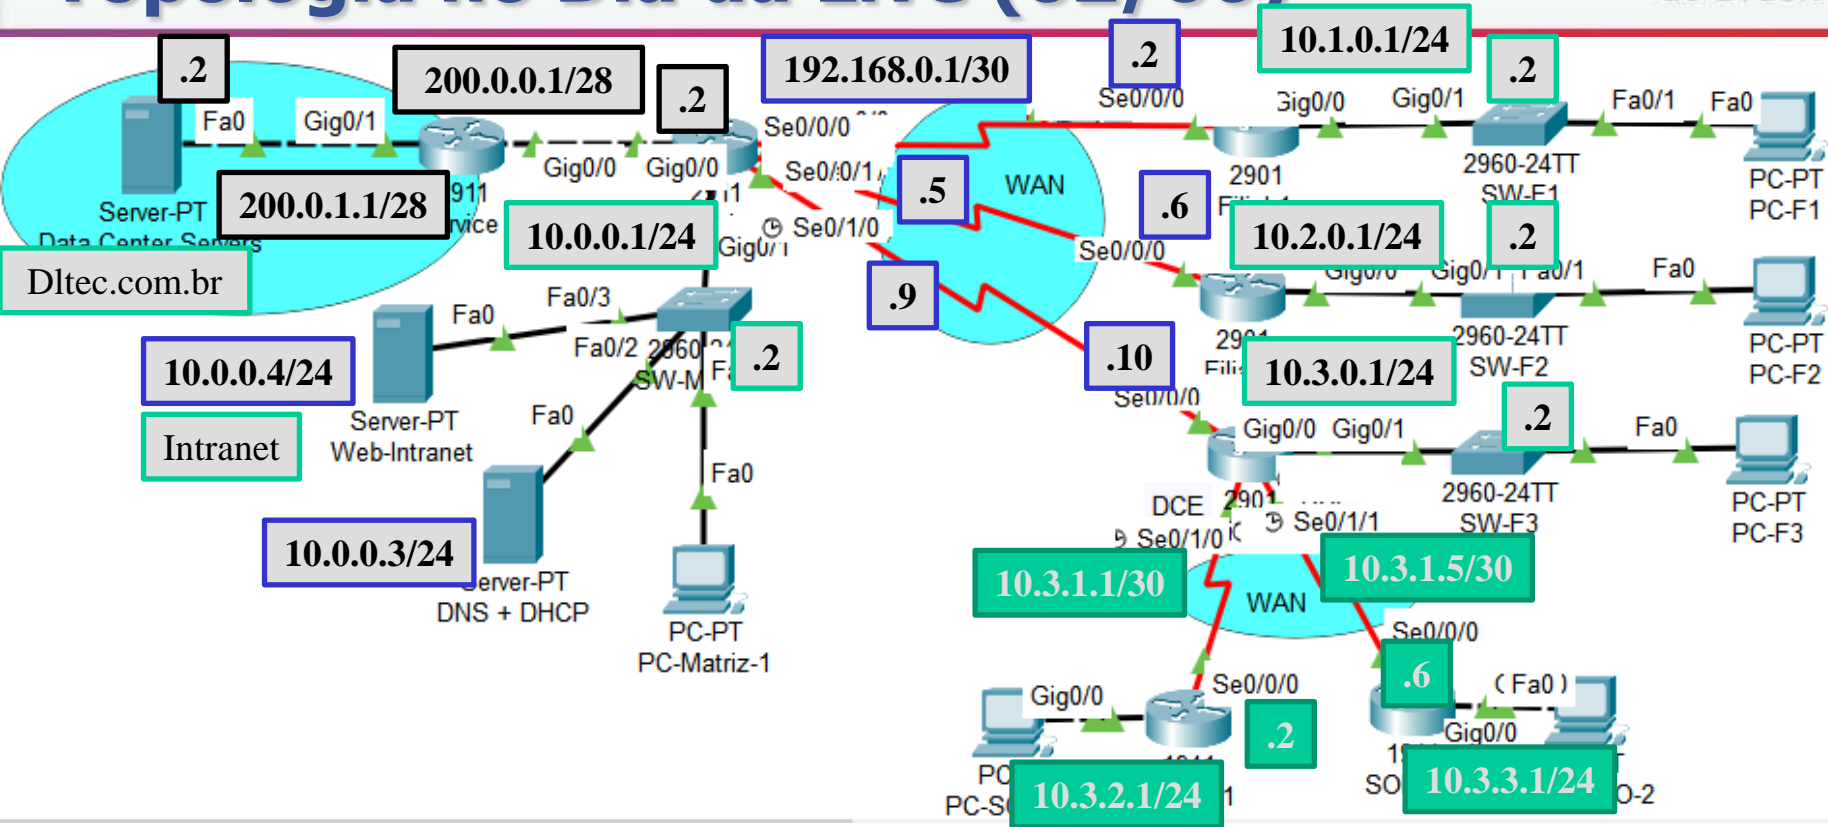 .2
200.0.0.1/28
.2
192.168.0.1/30
.2
10.1.0.1/24
.2
Fa0
Gig0/1
Gig0/0
Gig0/0
Se0/0/0
Se0/0/0
Gig0/1
Fa0/1
Fa0
200.0.1.1/28
Server-PT
Data Center Servers
Dltec.com.br
10.0.0.1/24
Gig0/1
Se0/1/0
.5
WAN
.6
2901
2960-24TT
SW-F1
PC-PT
PC-F1
10.2.0.1/24
.2
Se0/0/0
Gig0/0
Fa0
.9
2960-24TT
SW-F2
PC-PT
PC-F2
Fa0
Fa0/3
Fa0/2
.2
10.0.0.4/24
Server-PT
Web-Intranet
Intranet
.10
10.3.0.1/24
.2
Se0/0/0
Gig0/0
Gig0/1
Fa0
Fa0
Fa0
2901
2960-24TT
SW-F3
PC-PT
PC-F3
DCE
Se0/1/0
Se0/1/1
10.0.0.3/24
DNS + DHCP
PC-PT
PC-Matriz-1
10.3.1.1/30
10.3.1.5/30
WAN
Se0/0/0
.6
Gig0/0
Se0/0/0
Fa0
Gig0/0
.2
10.3.2.1/24
10.3.3.1/24